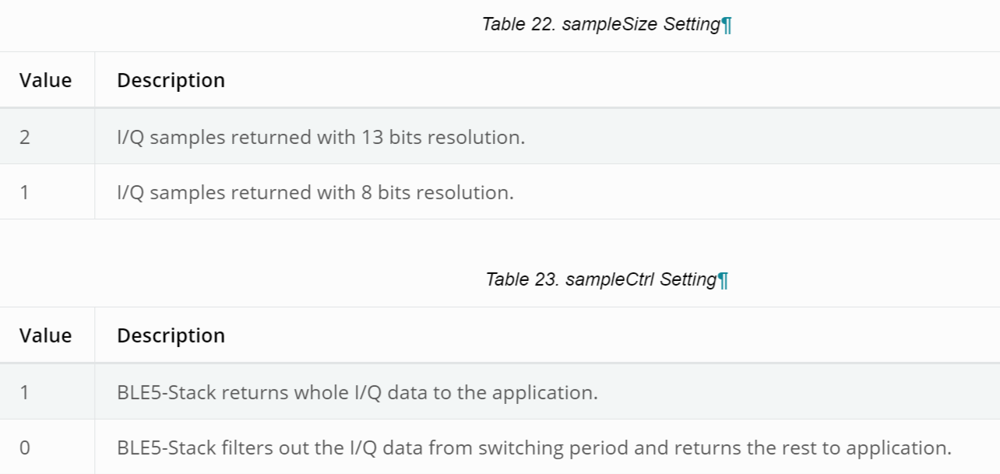 Table 22. sampleSize Setting¶
Value Description
2 I/Q samples returned with 13 bits resolution.
1 I/Q samples returned with 8 bits resolution.
Table 23. sampleCtrl Setting¶
Value Description
1 BLE5-Stack returns whole I/Q data to the application.
0 BLE5-Stack filters out the I/Q data from switching period and returns the rest to application.